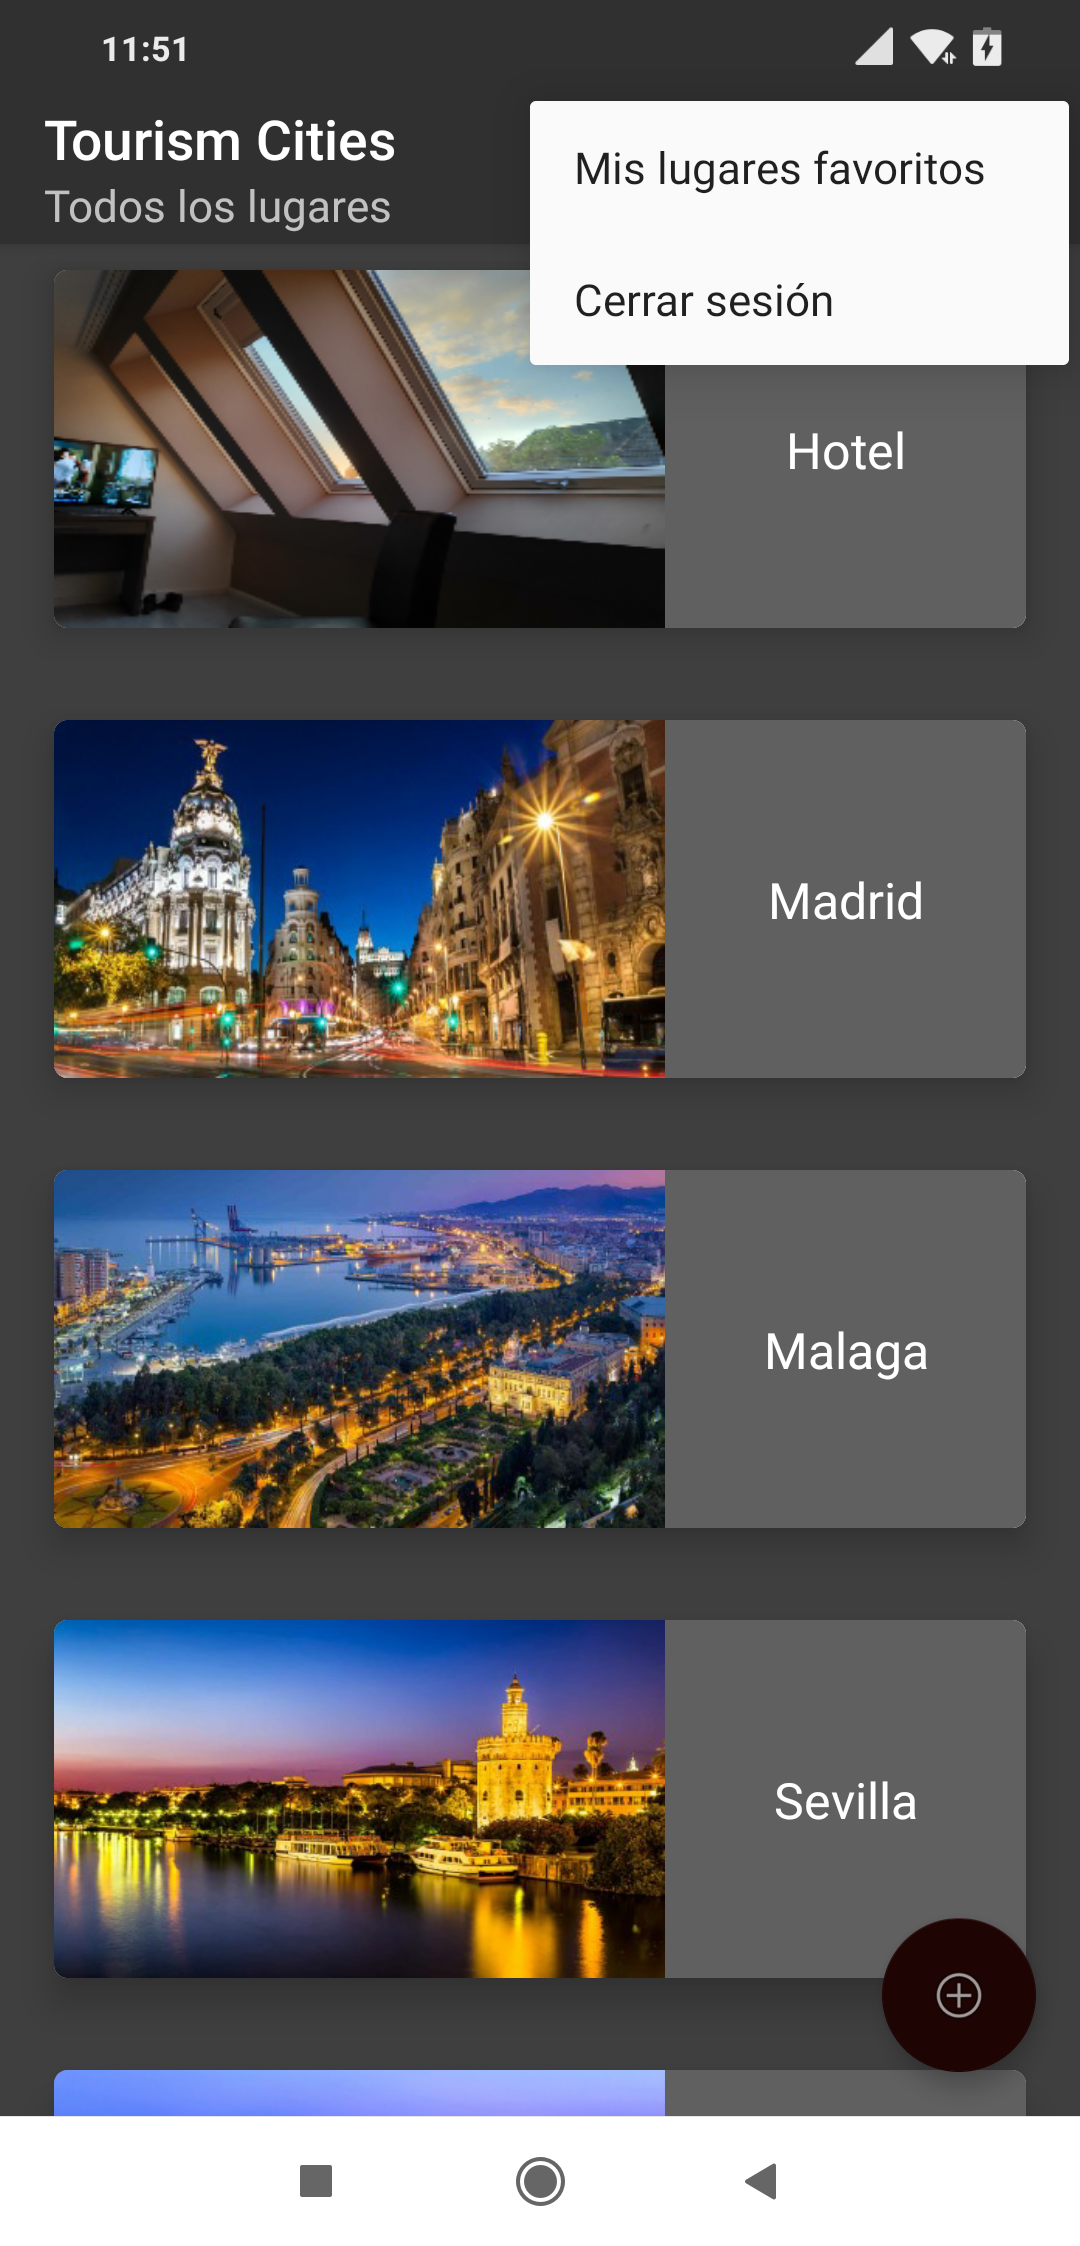 11:51
Tourism Cities
Todos los lugares
Mis lugares favoritos
Cerrar sesión
Hotel
Madrid
Malaga
Sevilla